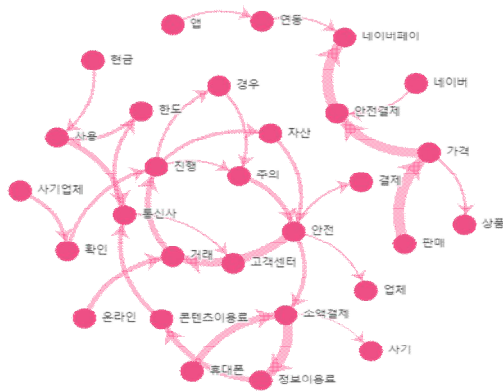 앱
연동
네이버페이
현금
경우
네이버
한도
안전결제
사용
자산
진행
가격
주의
결제
사기업체
통신사
상품
안전
확인
거래
고객센터
판매
업체
온라인
콘텐츠이용료
소액결제
사기
휴대폰
정보이용료